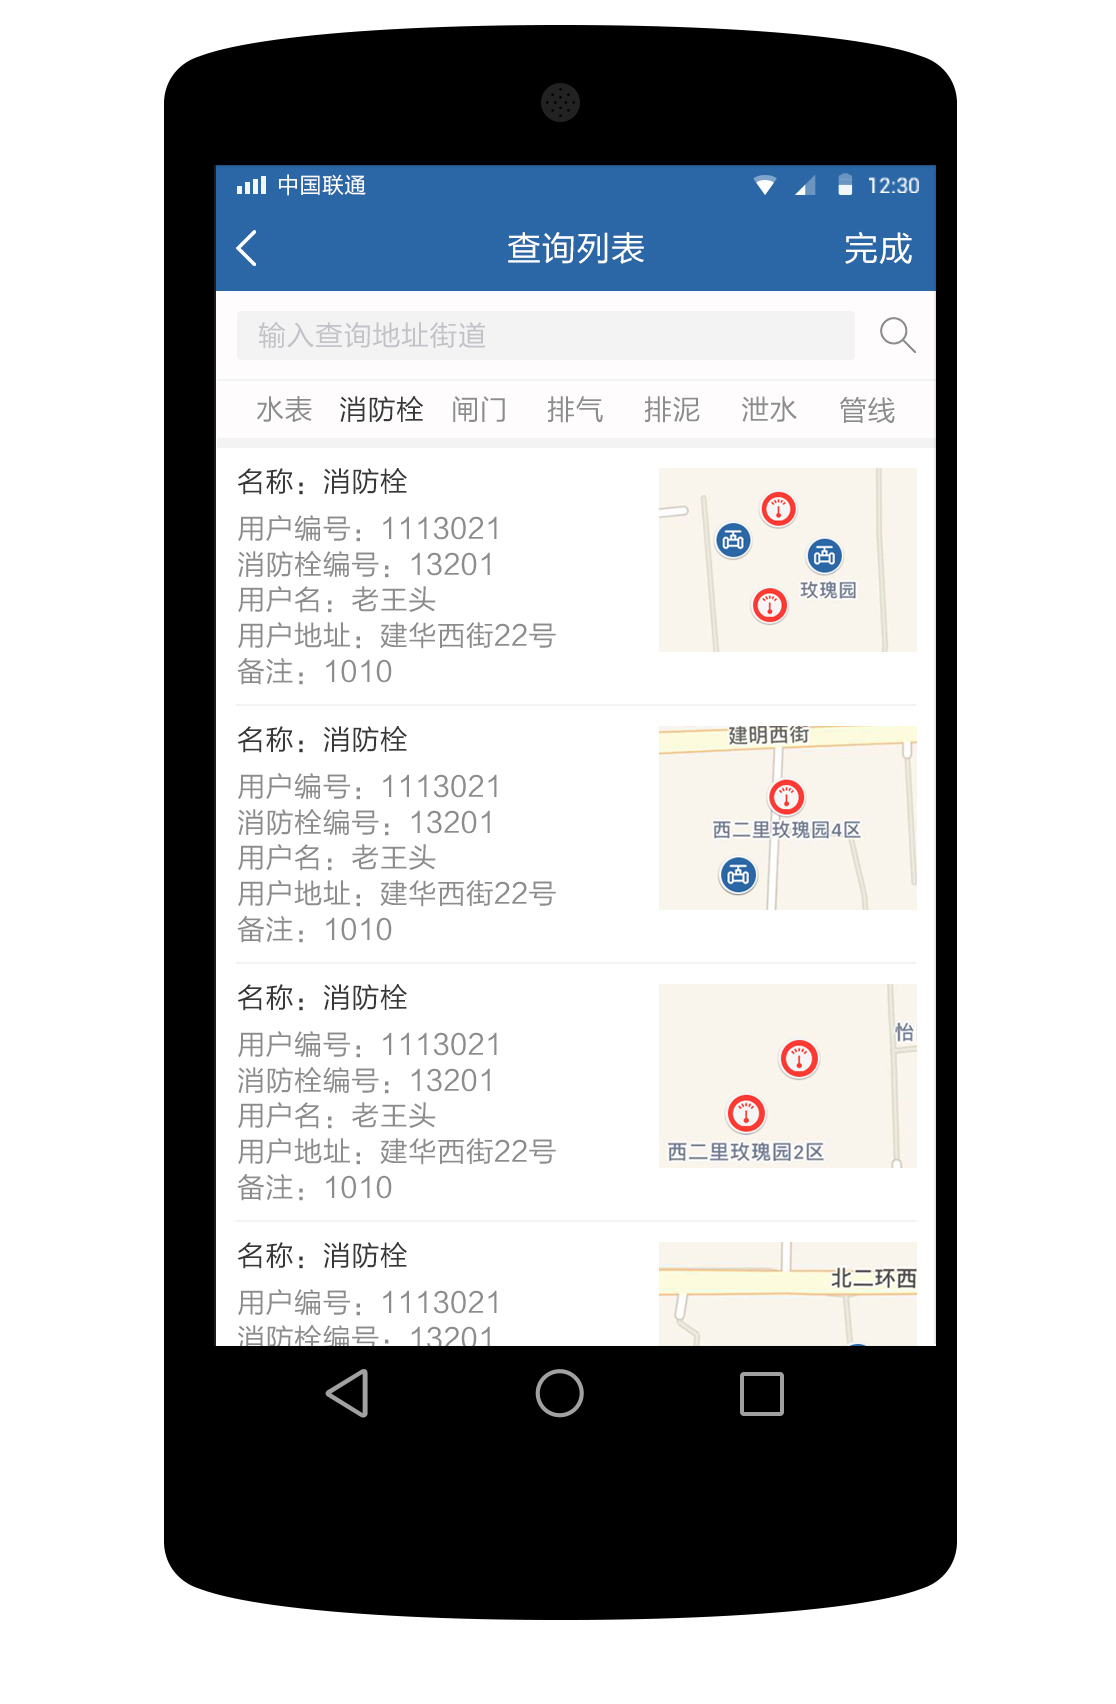 中国联通 12:30
查询列表 完成
输入查询地址街道
水表 消防栓 闸门 排气 排泥 泄水 管线
名称：消防栓
用户编号：1113021
消防栓编号：13201
用户名：老王头
用户地址：建华西街22号
备注：1010
玫瑰园
名称：消防栓
用户编号：1113021
消防栓编号：13201
用户名：老王头
用户地址：建华西街22号
备注：1010
建明西街
西二里玫瑰园4区
名称：消防栓
用户编号：1113021
消防栓编号：13201
用户名：老王头
用户地址：建华西街22号
备注：1010
怡
西二里玫瑰园2区
名称：消防栓
用户编号：1113021
消防栓编号：13201
北二环西